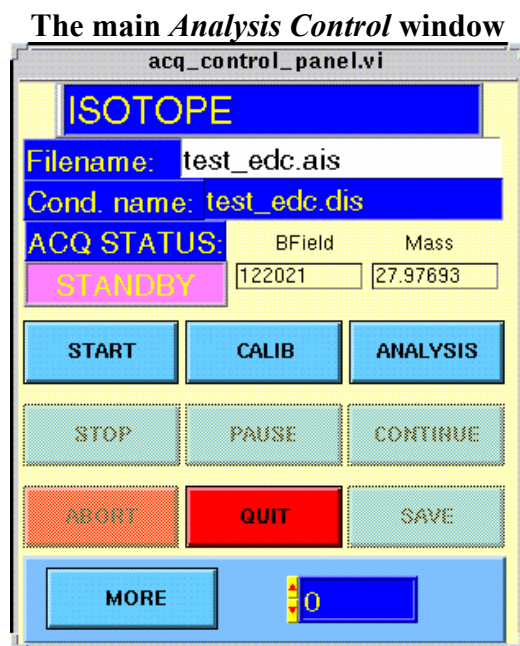 The main Analysis Control window
acq_control_panel.vi
ISOTOPE
Filename: test_edc.ais
Cond. name: test_edc.dis
ACQ STATUS: BField Mass
STANDBY 122021 27.97693
START CALIB ANALYSIS
STOP PAUSE CONTINUE
ABORT QUIT SAVE
MORE 0